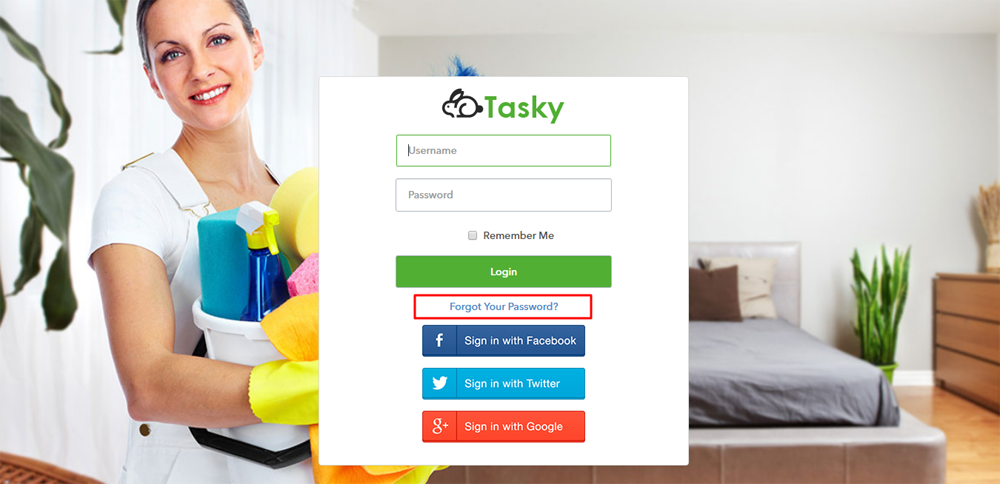 Tasky
Username
Password
Remember Me
Login
Forgot Your Password?
f Sign in with Facebook
Sign in with Twitter
g+ Sign in with Google